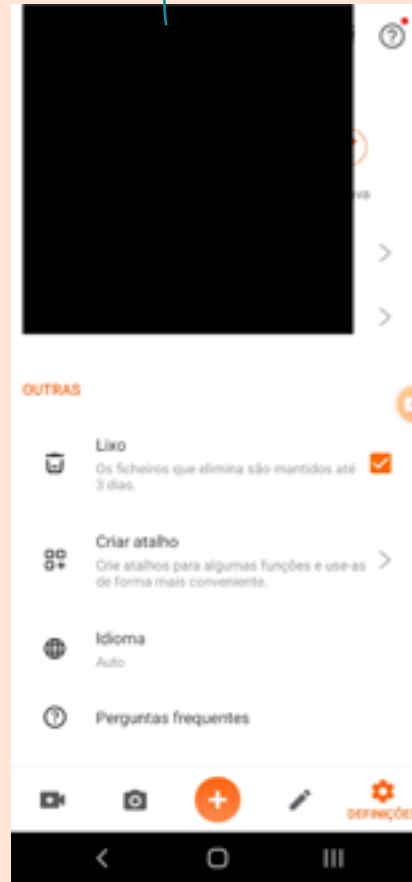 OUTRAS
Lixo
Os ficheiros que elimina são mantidos até
3 dias.
Criar atalho
Crie atalhos para algumas funções e use-as
de forma mais conveniente.
Idioma
Auto
Perguntas frequentes
DEFINIÇÕES